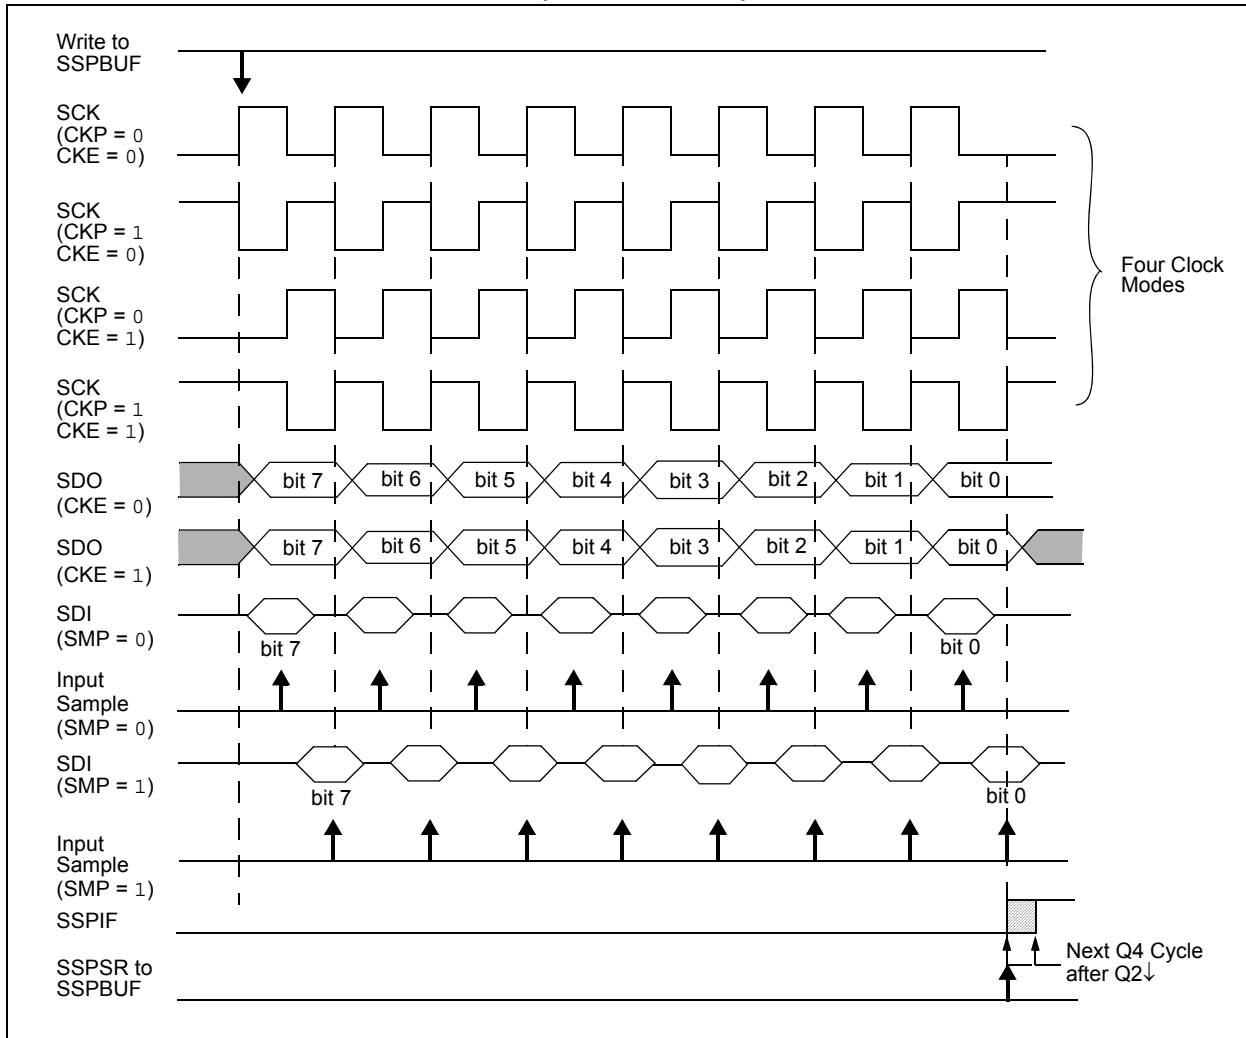 Write to
SSPBUF
SCK
(CKP = 0
CKE = 0)
SCK
(CKP = 1
CKE = 0)
SCK
(CKP = 0
CKE = 1)
SCK
(CKP = 1
CKE = 1)
Four Clock
Modes
SDO
(CKE = 0)
bit 7 bit 6 bit 5 bit 4 bit 3 bit 2 bit 1 bit 0
SDO
(CKE = 1)
bit 7 bit 6 bit 5 bit 4 bit 3 bit 2 bit 1 bit 0
SDI
(SMP = 0)
bit 7 bit 0
Input
Sample
(SMP = 0)
SDI
(SMP = 1)
bit 7 bit 0
Input
Sample
(SMP = 1)
SSPIF
SSPSR to
SSPBUF
Next Q4 Cycle
after Q2↓